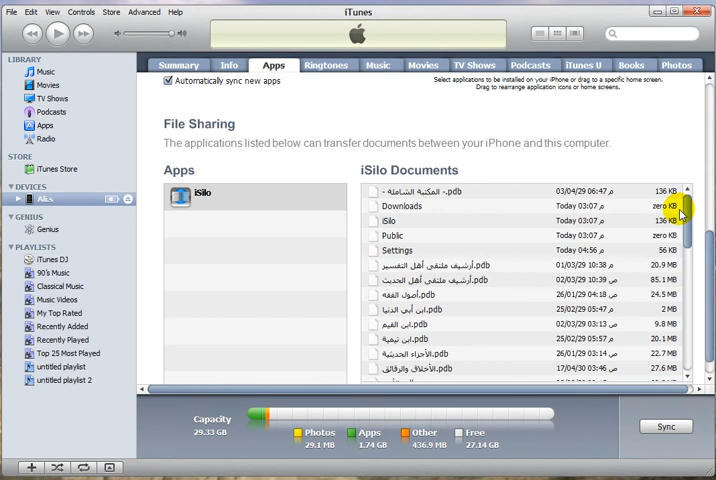 File Edit View Controls Store Advanced Help
iTunes
LIBRARY
Music
Movies
TV Shows
Podcasts
Apps
Radio
STORE
iTunes Store
DEVICES
Ali.s
GENIUS
Genius
PLAYLISTS
iTunes DJ
90's Music
Classical Music
Music Videos
My Top Rated
Recently Added
Recently Played
Top 25 Most Played
untitled playlist
untitled playlist 2
Summary Info Apps Ringtones Music Movies TV Shows Podcasts iTunes U Books Photos
Automatically sync new apps
Select applications to be installed on your iPhone or drag to a specific home screen.
Drag to rearrange application icons or home screens.
File Sharing
The applications listed below can transfer documents between your iPhone and this computer.
Apps
iSilo
iSilo Documents
- المكتبة الشاملة -.pdb 03/04/29 06:47 م 136 KB
Downloads Today 03:07 م zero KB
iSilo Today 03:07 م 136 KB
Public Today 03:07 م zero KB
Settings Today 04:56 م 56 KB
أرشيف ملتقى أهل التفسير.pdb 01/03/29 10:38 م 20.9 MB
أرشيف ملتقى أهل الحديث.pdb 02/03/29 10:39 ص 85.1 MB
أصول الفقه.pdb 26/01/29 04:18 ص 24.5 MB
ابن أبي الدنيا.pdb 25/02/29 05:47 م 2 MB
ابن القيم.pdb 02/03/29 03:13 ص 9.8 MB
ابن تيمية.pdb 25/02/29 05:57 م 20.1 MB
الأجزاء الحديثية.pdb 26/01/29 03:14 ص 22.7 MB
الأخلاق والرقائق.pdb 17/04/30 03:46 ص 27.6 MB
Capacity
29.33 GB
Photos
29.1 MB
Apps
1.74 GB
Other
436.9 MB
Free
27.14 GB
Sync